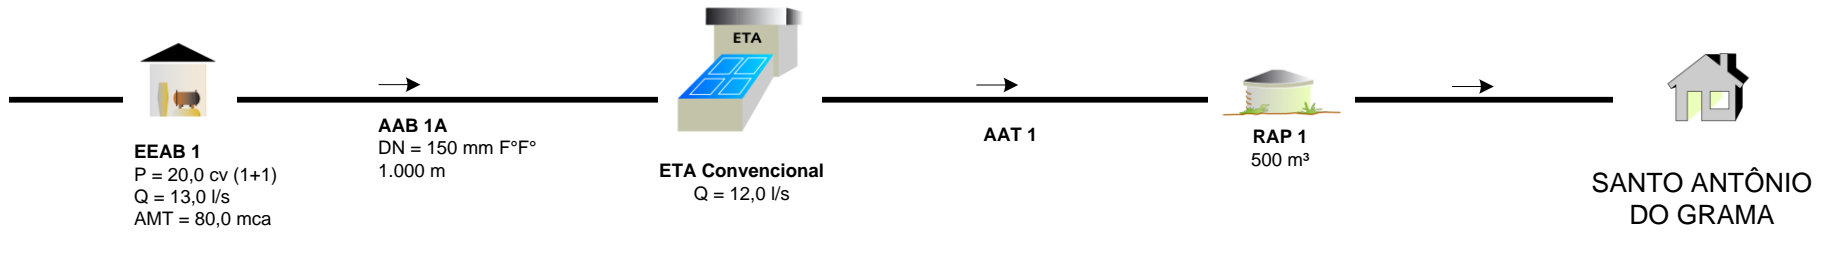 EEAB 1
P = 20,0 cv (1+1)
Q = 13,0 l/s
AMT = 80,0 mca
AAB 1A
DN = 150 mm F°F°
1.000 m
ETA
ETA Convencional
Q = 12,0 l/s
AAT 1
RAP 1
500 m³
SANTO ANTÔNIO
DO GRAMA